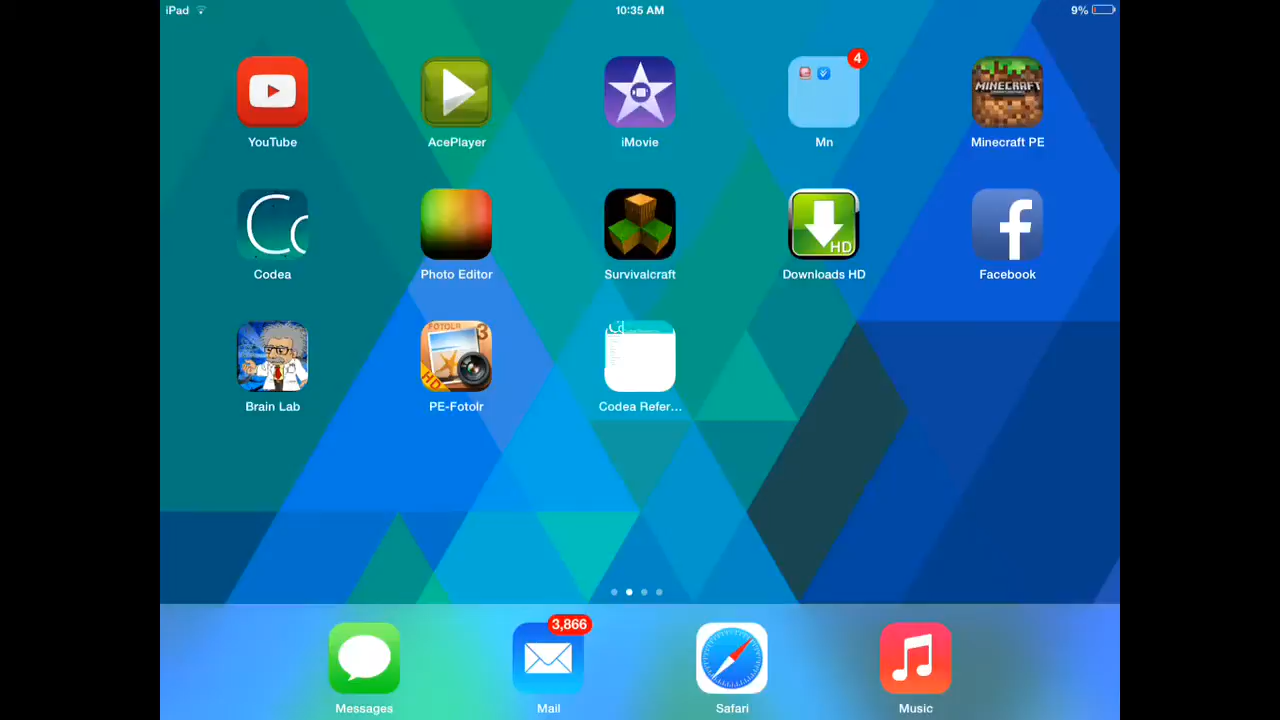 iPad 10:35 AM 9%
4
MINECRAFT
YouTube AcePlayer iMovie Mn Minecraft PE
HD
Codea Photo Editor Survivalcraft Downloads HD Facebook
FOTOLR 3
HD
Brain Lab PE-Fotolr Codea Refer...
3,866
Messages Mail Safari Music